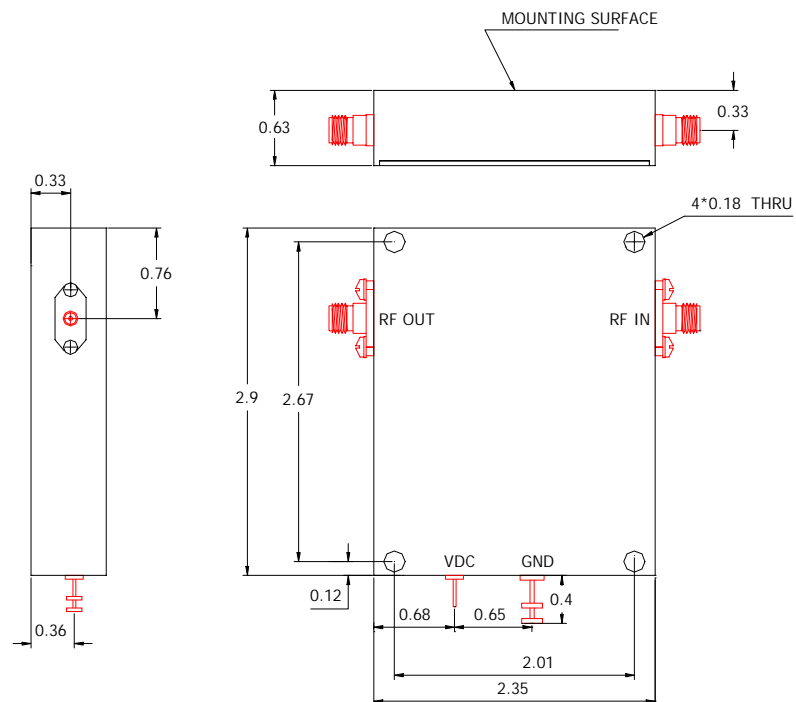 MOUNTING SURFACE
0.63
0.33
0.33
4*0.18 THRU
0.76
RF OUT
RF IN
2.9
2.67
VDC
GND
0.12
0.68
0.65
0.4
0.36
2.01
2.35